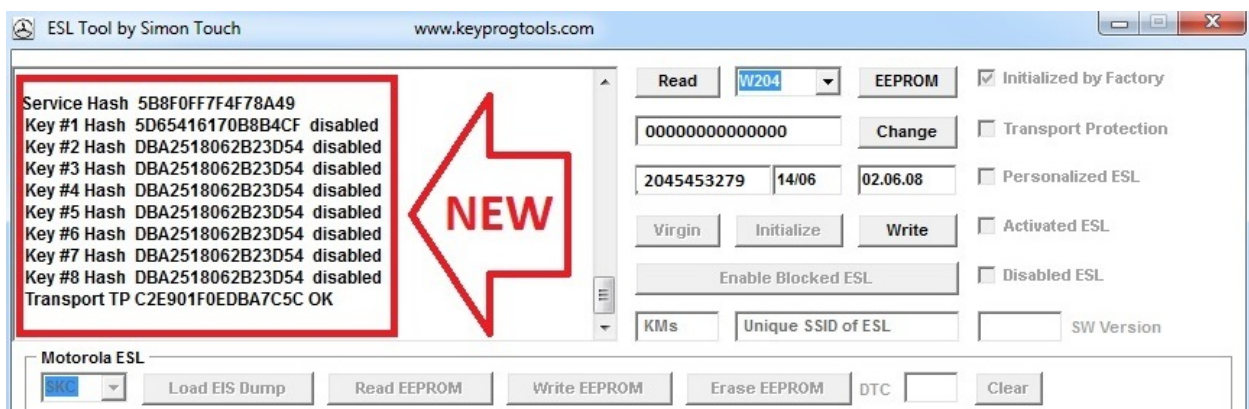 ESL Tool by Simon Touch www.keyprogtools.com
Service Hash 5B8F0FF7F4F78A49
Key #1 Hash 5D65416170B8B4CF disabled
Key #2 Hash DBA2518062B23D54 disabled
Key #3 Hash DBA2518062B23D54 disabled
Key #4 Hash DBA2518062B23D54 disabled
Key #5 Hash DBA2518062B23D54 disabled
Key #6 Hash DBA2518062B23D54 disabled
Key #7 Hash DBA2518062B23D54 disabled
Key #8 Hash DBA2518062B23D54 disabled
Transport TP C2E901F0EDBA7C5C OK
NEW
Read W204 EEPROM Initialized by Factory
00000000000000 Change Transport Protection
2045453279 14/06 02.06.08 Personalized ESL
Virgin Initialize Write Activated ESL
Enable Blocked ESL Disabled ESL
KMs Unique SSID of ESL SW Version
Motorola ESL
SKC Load EIS Dump Read EEPROM Write EEPROM Erase EEPROM DTC Clear